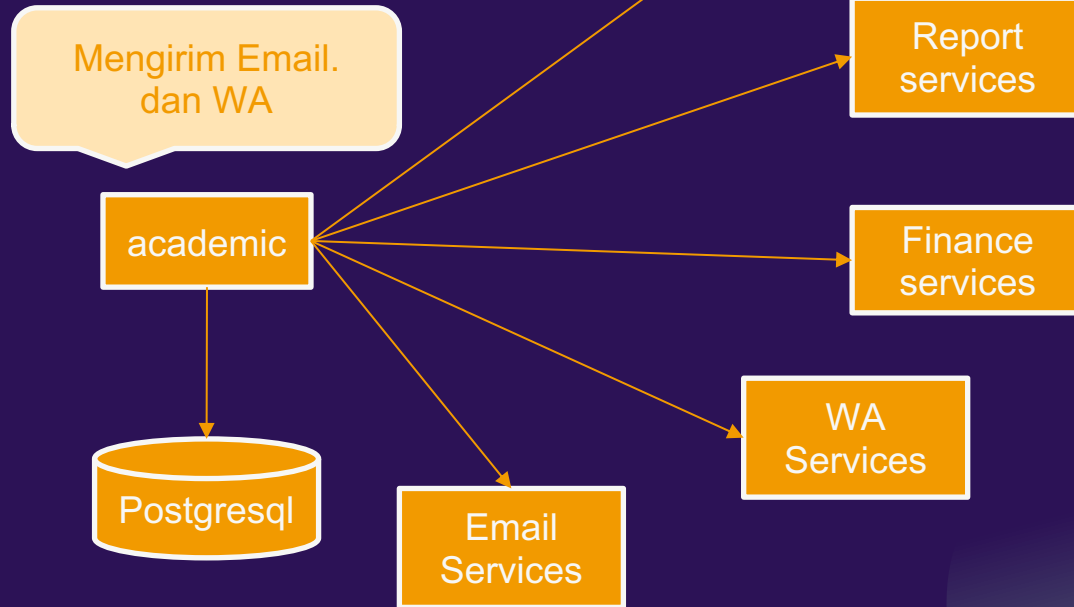 Mengirim Email.
dan WA
Report
services
academic
Finance
services
WA
Services
Postgresql
Email
Services